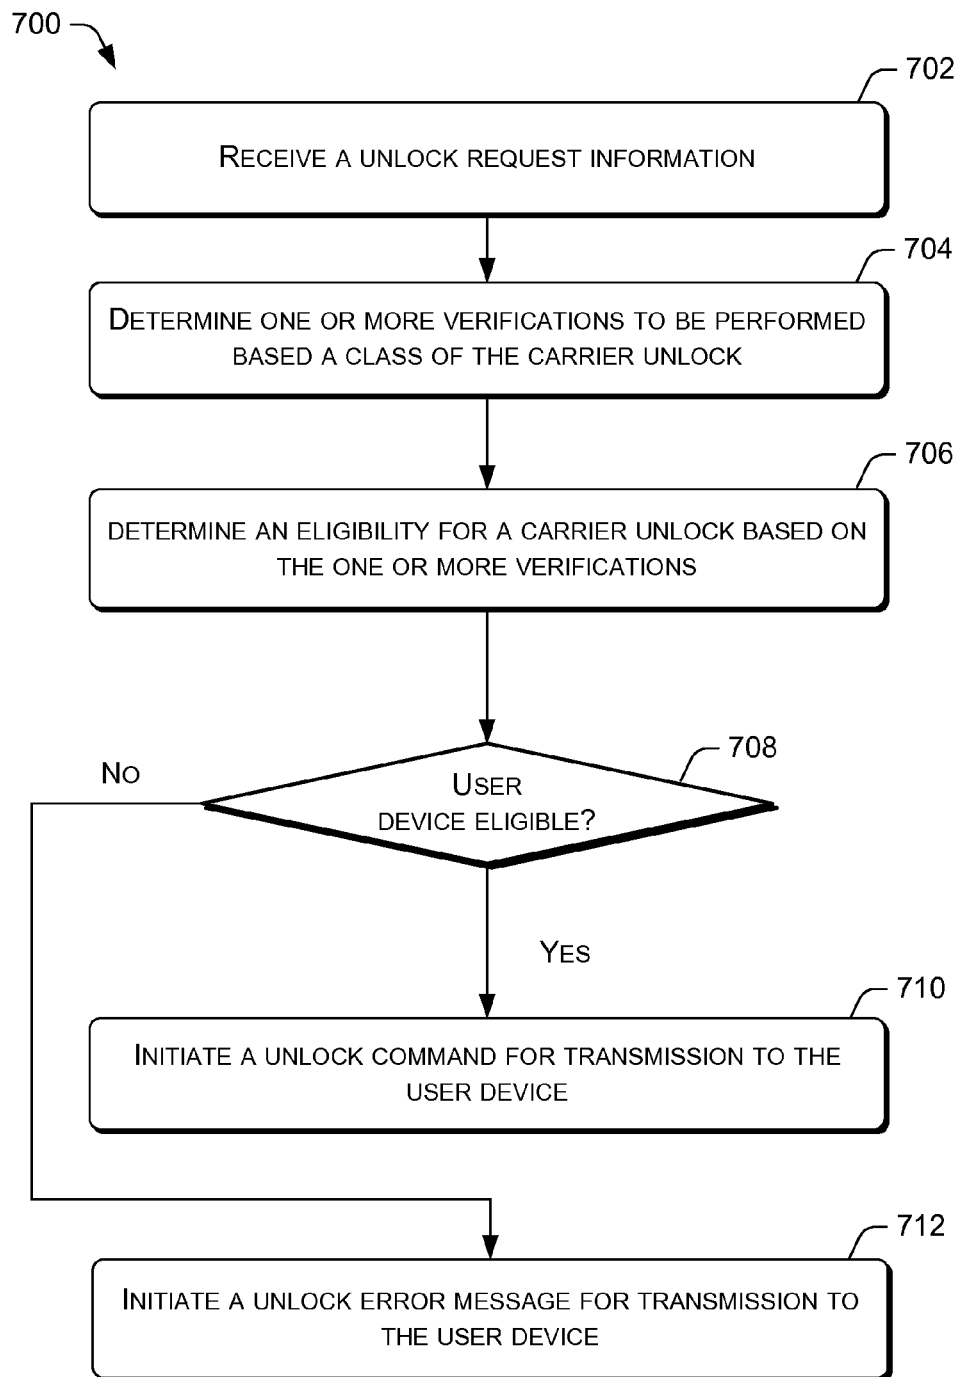 700
702
RECEIVE A UNLOCK REQUEST INFORMATION
704
DETERMINE ONE OR MORE VERIFICATIONS TO BE PERFORMED
BASED A CLASS OF THE CARRIER UNLOCK
706
DETERMINE AN ELIGIBILITY FOR A CARRIER UNLOCK BASED ON
THE ONE OR MORE VERIFICATIONS
708
NO
USER
DEVICE ELIGIBLE?
YES
710
INITIATE A UNLOCK COMMAND FOR TRANSMISSION TO THE
USER DEVICE
712
INITIATE A UNLOCK ERROR MESSAGE FOR TRANSMISSION TO
THE USER DEVICE